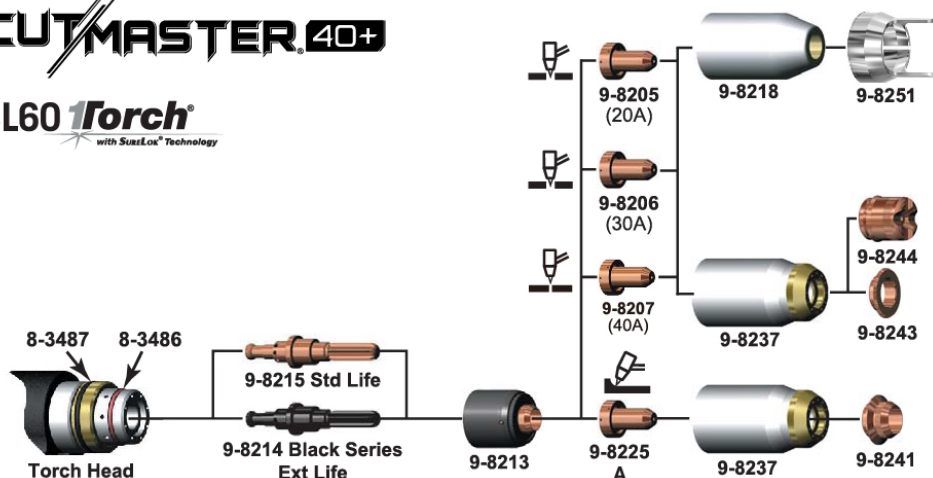 CUTMASTER® 40+
SL60 1Torch®
with SureLok® Technology
9-8205
(20A)
9-8218
9-8251
9-8206
(30A)
9-8244
9-8207
(40A)
9-8237
9-8243
8-3487
8-3486
9-8215 Std Life
9-8214 Black Series
Ext Life
Torch Head
9-8213
9-8225
A
9-8237
9-8241